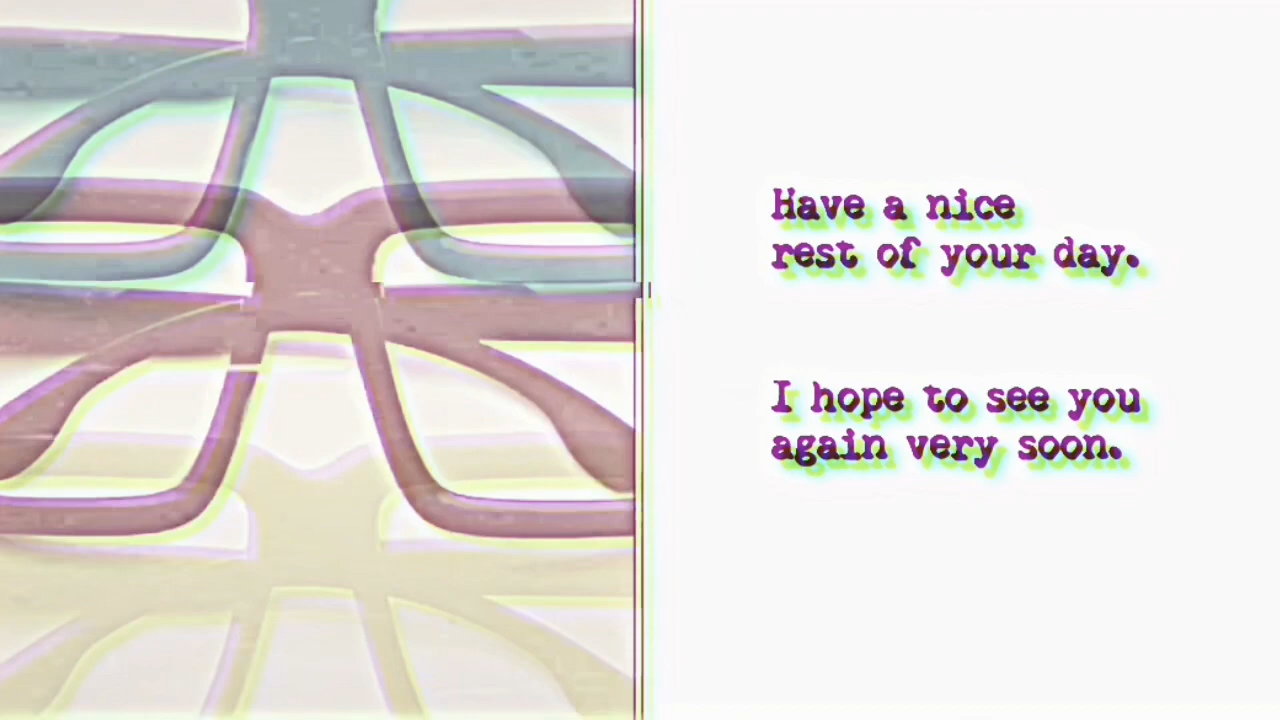 Have a nice
rest of your day.
I hope to see you
again very soon.